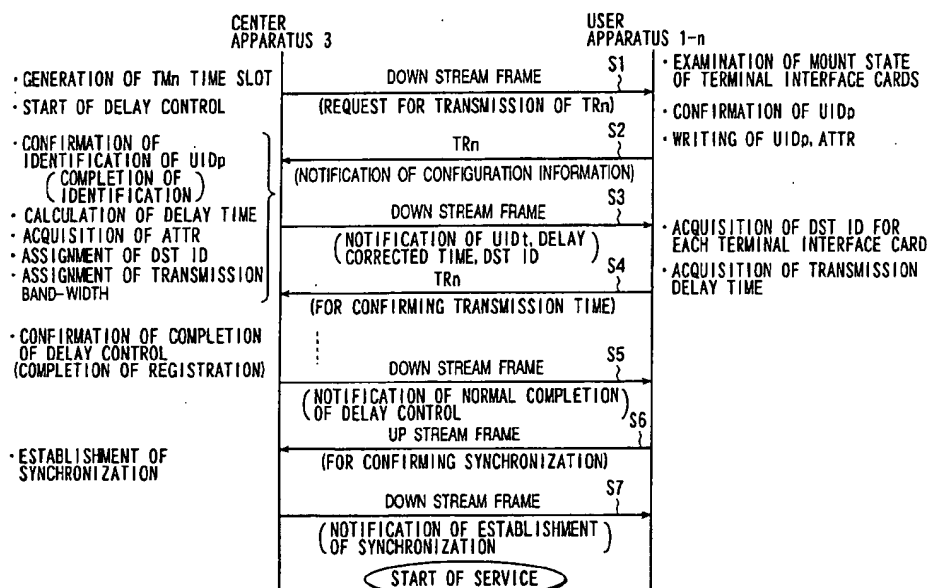 CENTER
APPARATUS 3
USER
APPARATUS 1-n
· GENERATION OF TMn TIME SLOT
· START OF DELAY CONTROL
DOWN STREAM FRAME
S1
(REQUEST FOR TRANSMISSION OF TRn)
· EXAMINATION OF MOUNT STATE
OF TERMINAL INTERFACE CARDS
· CONFIRMATION OF UIDp
· WRITING OF UIDp, ATTR
· CONFIRMATION OF
IDENTIFICATION OF UIDp
(COMPLETION OF
IDENTIFICATION)
· CALCULATION OF DELAY TIME
· ACQUISITION OF ATTR
· ASSIGNMENT OF DST ID
· ASSIGNMENT OF TRANSMISSION
BAND-WIDTH
TRn
S2
(NOTIFICATION OF CONFIGURATION INFORMATION)
DOWN STREAM FRAME
S3
(NOTIFICATION OF UIDt, DELAY
CORRECTED TIME, DST ID)
· ACQUISITION OF DST ID FOR
EACH TERMINAL INTERFACE CARD
· ACQUISITION OF TRANSMISSION
DELAY TIME
TRn
S4
(FOR CONFIRMING TRANSMISSION TIME)
· CONFIRMATION OF COMPLETION
OF DELAY CONTROL
(COMPLETION OF REGISTRATION)
DOWN STREAM FRAME
S5
(NOTIFICATION OF NORMAL COMPLETION
OF DELAY CONTROL)
UP STREAM FRAME
S6
(FOR CONFIRMING SYNCHRONIZATION)
· ESTABLISHMENT OF
SYNCHRONIZATION
DOWN STREAM FRAME
S7
(NOTIFICATION OF ESTABLISHMENT
OF SYNCHRONIZATION)
START OF SERVICE